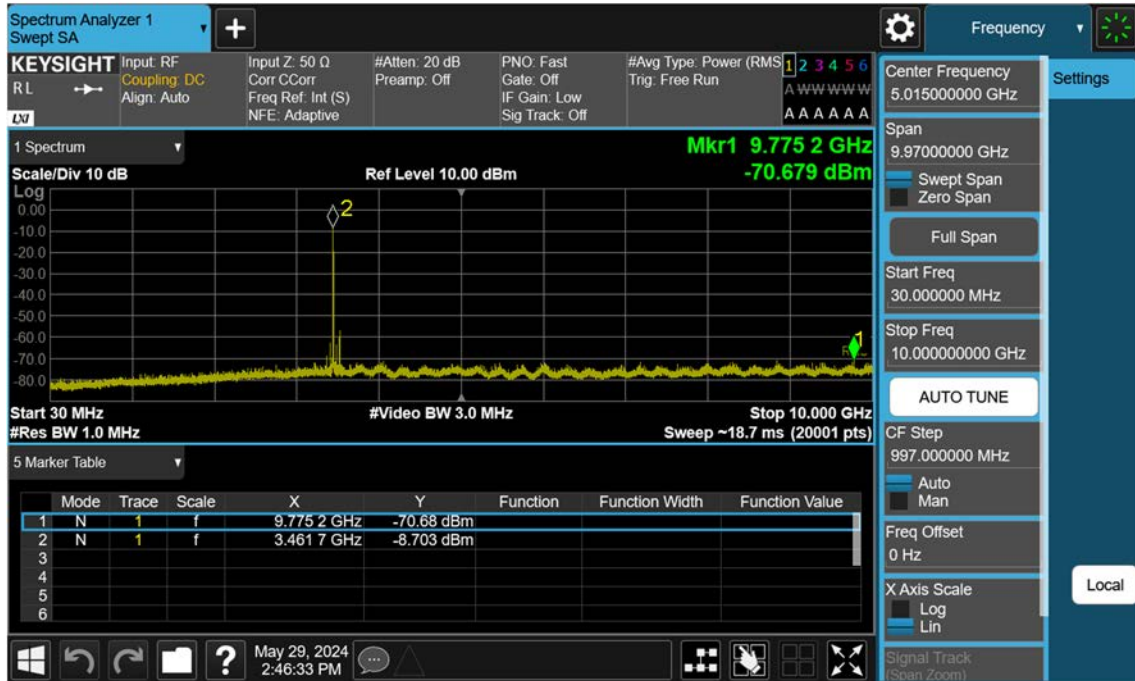 Spectrum Analyzer 1
Swept SA
+
Frequency
KEYSIGHT
R L
LXI
Input: RF
Coupling: DC
Align: Auto
Input Z: 50 Ω
Corr CCorr
Freq Ref: Int (S)
NFE: Adaptive
#Atten: 20 dB
Preamp: Off
PNO: Fast
Gate: Off
IF Gain: Low
Sig Track: Off
#Avg Type: Power (RMS
Trig: Free Run
1 2 3 4 5 6
A W W W W W
A A A A A A
1 Spectrum
Scale/Div 10 dB
Ref Level 10.00 dBm
Mkr1 9.775 2 GHz
-70.679 dBm
Log
0.00
-10.0
-20.0
-30.0
-40.0
-50.0
-60.0
-70.0
-80.0
2
1
Start 30 MHz
#Video BW 3.0 MHz
Stop 10.000 GHz
#Res BW 1.0 MHz
Sweep ~18.7 ms (20001 pts)
5 Marker Table
Mode Trace Scale X Y Function Function Width Function Value
1 N 1 f 9.775 2 GHz -70.68 dBm
2 N 1 f 3.461 7 GHz -8.703 dBm
3
4
5
6
?
May 29, 2024
2:46:33 PM
Center Frequency
5.015000000 GHz
Settings
Span
9.97000000 GHz
Swept Span
Zero Span
Full Span
Start Freq
30.000000 MHz
Stop Freq
10.000000000 GHz
AUTO TUNE
CF Step
997.000000 MHz
Auto
Man
Freq Offset
0 Hz
X Axis Scale
Log
Lin
Signal Track
(Span Zoom)
Local